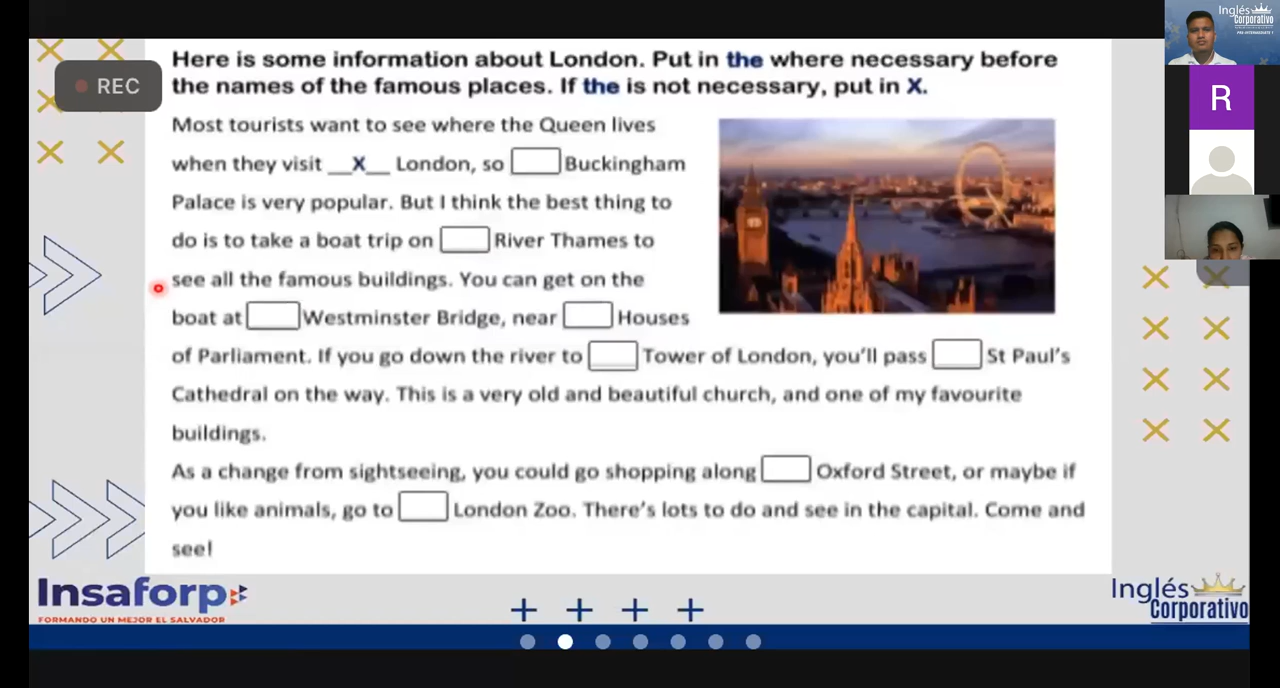 Here is some information about London. Put in the where necessary before
the names of the famous places. If the is not necessary, put in X.
REC
Most tourists want to see where the Queen lives
when they visit __X__ London, so Buckingham
Palace is very popular. But I think the best thing to
do is to take a boat trip on River Thames to
see all the famous buildings. You can get on the
boat at Westminster Bridge, near Houses
of Parliament. If you go down the river to Tower of London, you'll pass St Paul's
Cathedral on the way. This is a very old and beautiful church, and one of my favourite
buildings.
As a change from sightseeing, you could go shopping along Oxford Street, or maybe if
you like animals, go to London Zoo. There's lots to do and see in the capital. Come and
see!
Inglés
Corporativo
PRE-INTERMEDIATE 1
R
Insaforp
FORMANDO UN MEJOR EL SALVADOR
Inglés
Corporativo